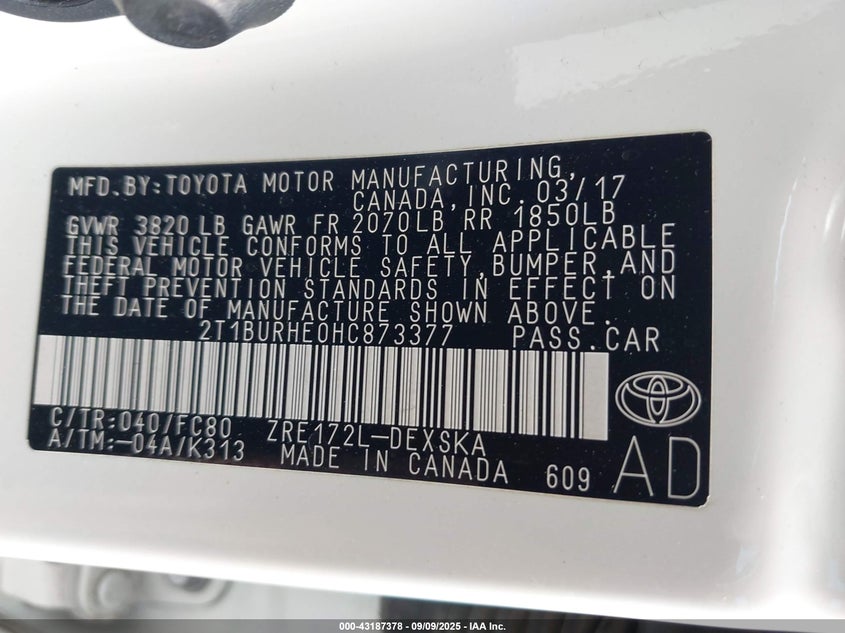 MFD.BY:TOYOTA MOTOR MANUFACTURING,
CANADA,INC. 03/17
GVWR 3820 LB GAWR FR 2070LB RR 1850LB
THIS VEHICLE CONFORMS TO ALL APPLICABLE
FEDERAL MOTOR VEHICLE SAFETY,BUMPER,AND
THEFT PREVENTION STANDARDS IN EFFECT ON
THE DATE OF MANUFACTURE SHOWN ABOVE.
2T1BURHE0HC873377 PASS.CAR
C/TR:040/FC80 ZRE172L-DEXSKA
A/TM:-04A/K313 MADE IN CANADA 609 AD
000-43187378 - 09/09/2025 - IAA Inc.